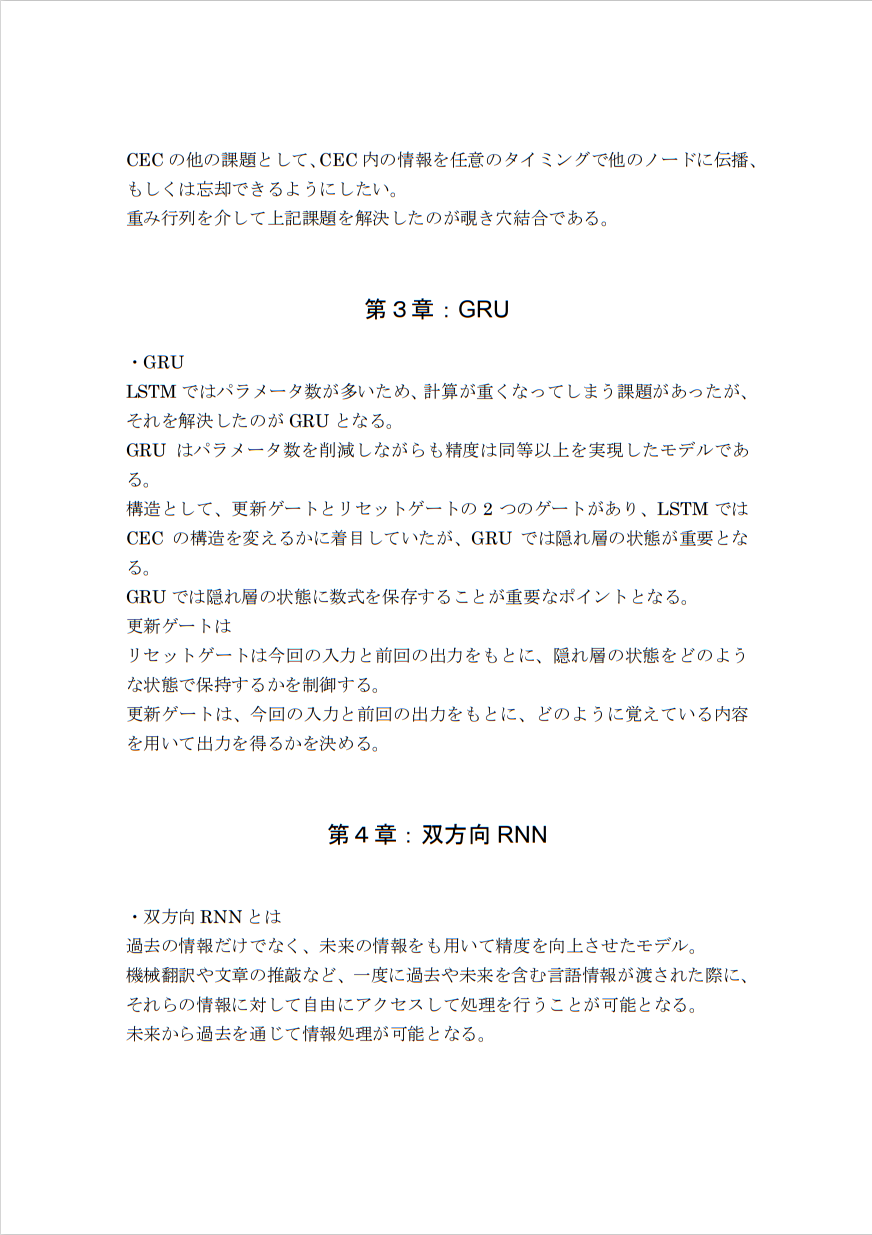 CEC の他の課題として、CEC 内の情報を任意のタイミングで他のノードに伝播、
もしくは忘却できるようにしたい。
重み行列を介して上記課題を解決したのが覗き穴結合である。
第３章：GRU
・GRU
LSTM ではパラメータ数が多いため、計算が重くなってしまう課題があったが、
それを解決したのが GRU となる。
GRU はパラメータ数を削減しながらも精度は同等以上を実現したモデルであ
る。
構造として、更新ゲートとリセットゲートの 2 つのゲートがあり、LSTM では
CEC の構造を変えるかに着目していたが、GRU では隠れ層の状態が重要とな
る。
GRU では隠れ層の状態に数式を保存することが重要なポイントとなる。
更新ゲートは
リセットゲートは今回の入力と前回の出力をもとに、隠れ層の状態をどのよう
な状態で保持するかを制御する。
更新ゲートは、今回の入力と前回の出力をもとに、どのように覚えている内容
を用いて出力を得るかを決める。
第４章：双方向 RNN
・双方向 RNN とは
過去の情報だけでなく、未来の情報をも用いて精度を向上させたモデル。
機械翻訳や文章の推敲など、一度に過去や未来を含む言語情報が渡された際に、
それらの情報に対して自由にアクセスして処理を行うことが可能となる。
未来から過去を通じて情報処理が可能となる。